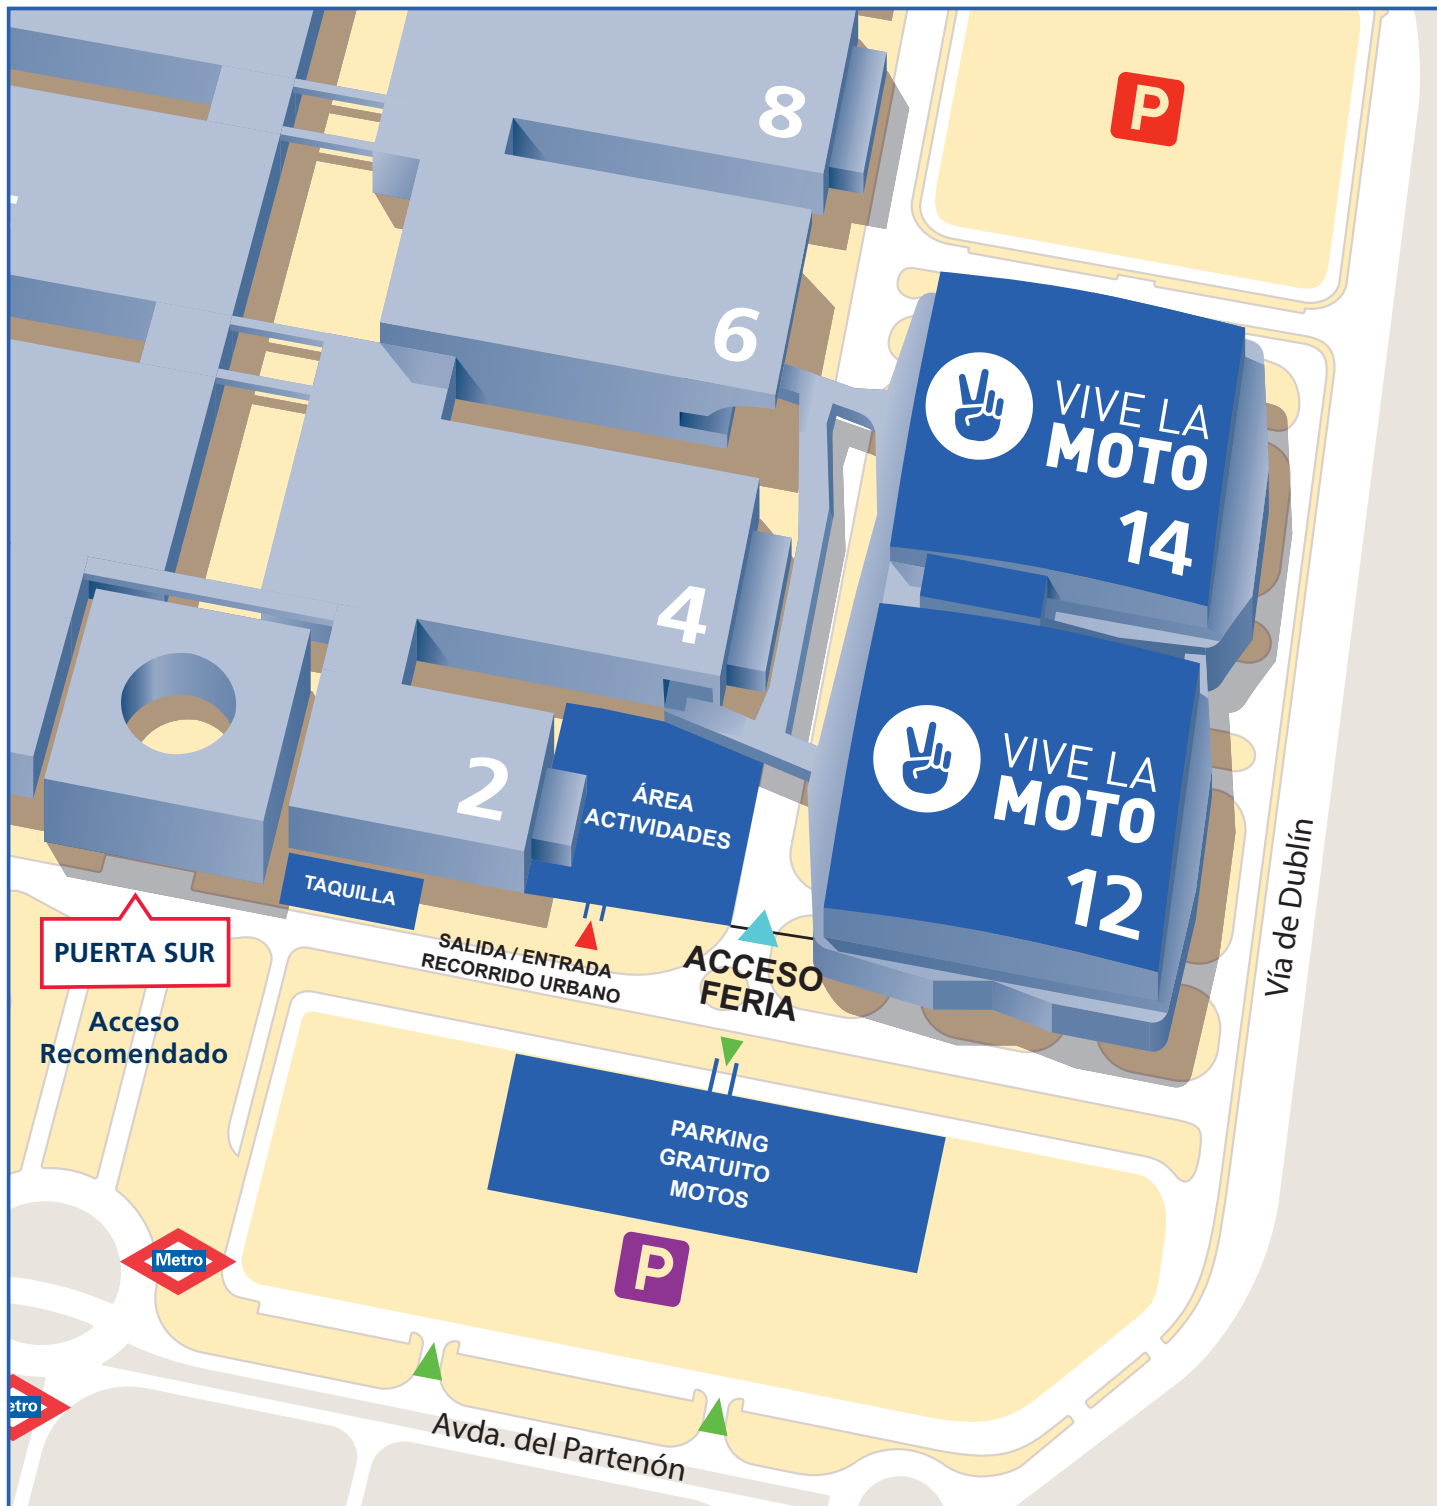 8
P
6
VIVE LA
MOTO
14
4
VIVE LA
MOTO
12
2
ÁREA
ACTIVIDADES
TAQUILLA
Vía de Dublín
PUERTA SUR
Acceso
Recomendado
SALIDA / ENTRADA
RECORRIDO URBANO
ACCESO
FERIA
PARKING
GRATUITO
MOTOS
Metro
P
etro
Avda. del Partenón